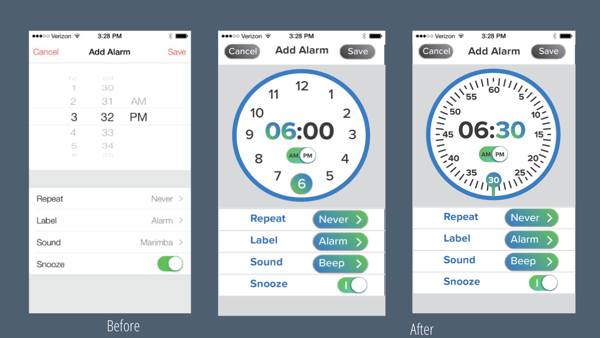 Verizon 3:28 PM
Cancel Add Alarm Save
1 30
2 31 AM
3 32 PM
4 33
5 34
Repeat Never
Label Alarm
Sound Marimba
Snooze
Before
Verizon 3:28 PM
Cancel Add Alarm Save
12
11 1
10 2
9 3
8 4
7 5
6
06:00
AM PM
Repeat Never
Label Alarm
Sound Beep
Snooze
Verizon 3:28 PM
Cancel Add Alarm Save
60
55 5
50 10
45 15
40 20
35 25
30
06:30
AM PM
Repeat Never
Label Alarm
Sound Beep
Snooze
After